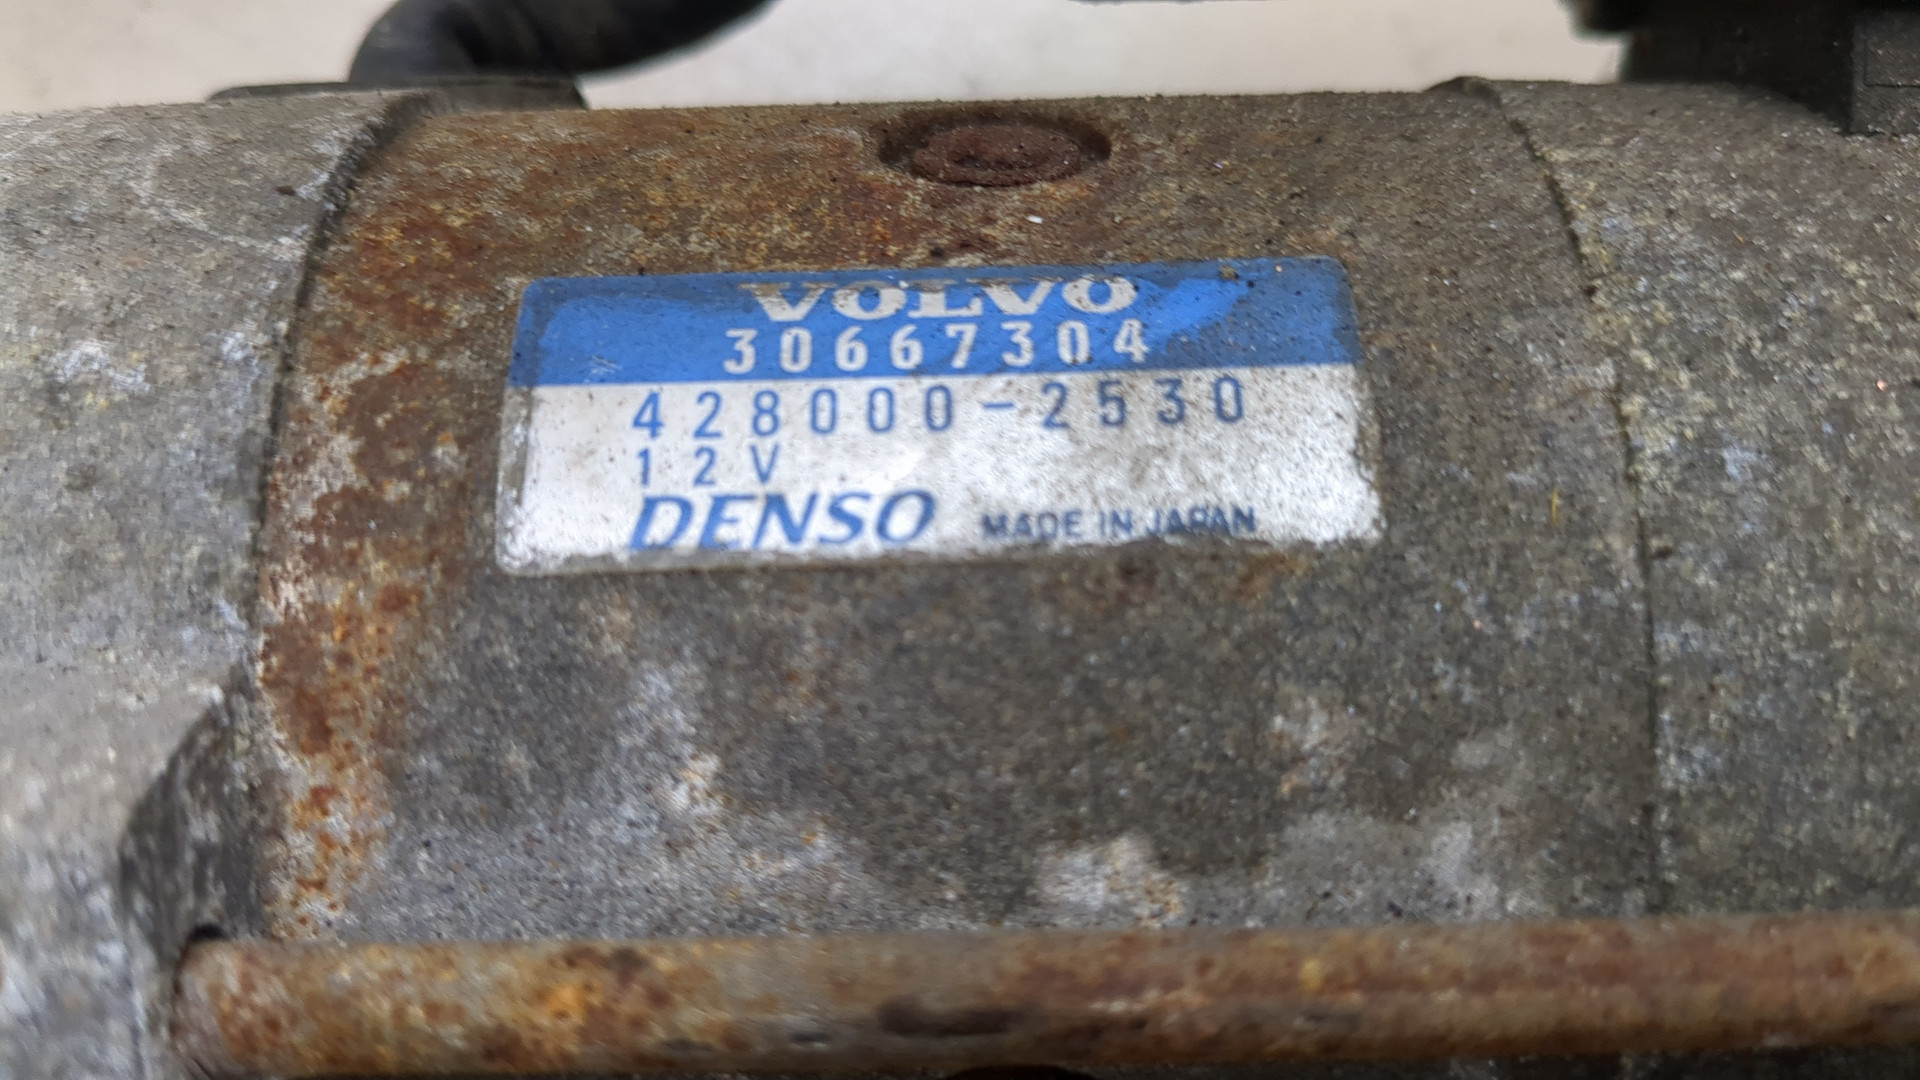 VOLVO
30667304
428000-2530
12V
DENSO MADE IN JAPAN